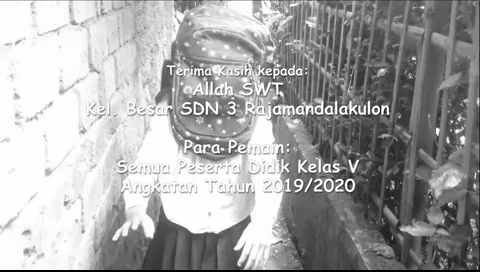 Terima Kasih kepada:
Allah SWT
Kel. Besar SDN 3 Rajamandalakulon
Para Pemain:
Semua Peserta Didik Kelas V
Angkatan Tahun 2019/2020